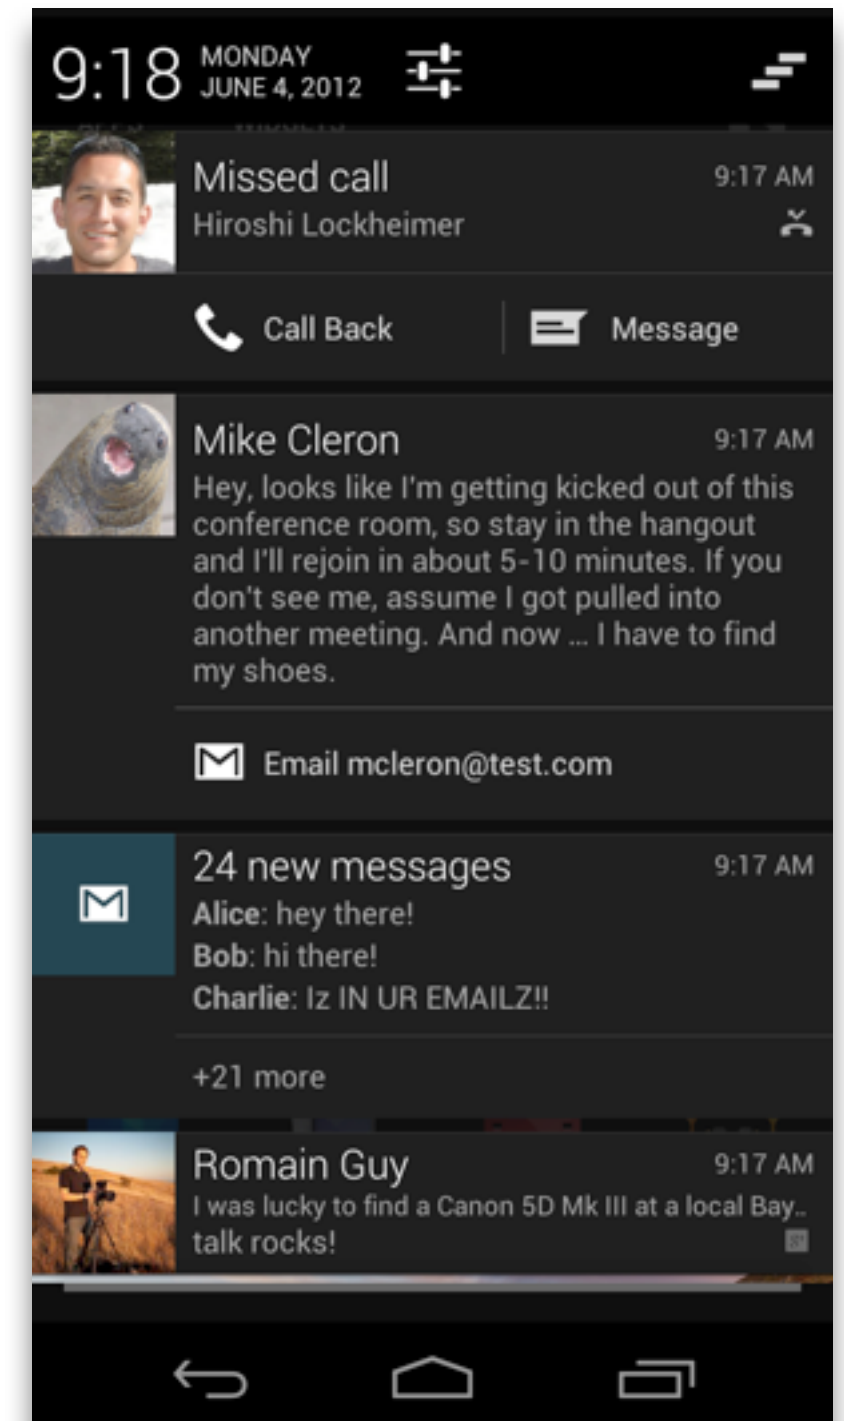 9:18
MONDAY
JUNE 4, 2012
APPS WIDGETS
Missed call 9:17 AM
Hiroshi Lockheimer
Call Back Message
Mike Cleron 9:17 AM
Hey, looks like I'm getting kicked out of this
conference room, so stay in the hangout
and I'll rejoin in about 5-10 minutes. If you
don't see me, assume I got pulled into
another meeting. And now … I have to find
my shoes.
Email mcleron@test.com
24 new messages 9:17 AM
Alice: hey there!
Bob: hi there!
Charlie: Iz IN UR EMAILZ!!
+21 more
Romain Guy 9:17 AM
I was lucky to find a Canon 5D Mk III at a local Bay..
talk rocks!